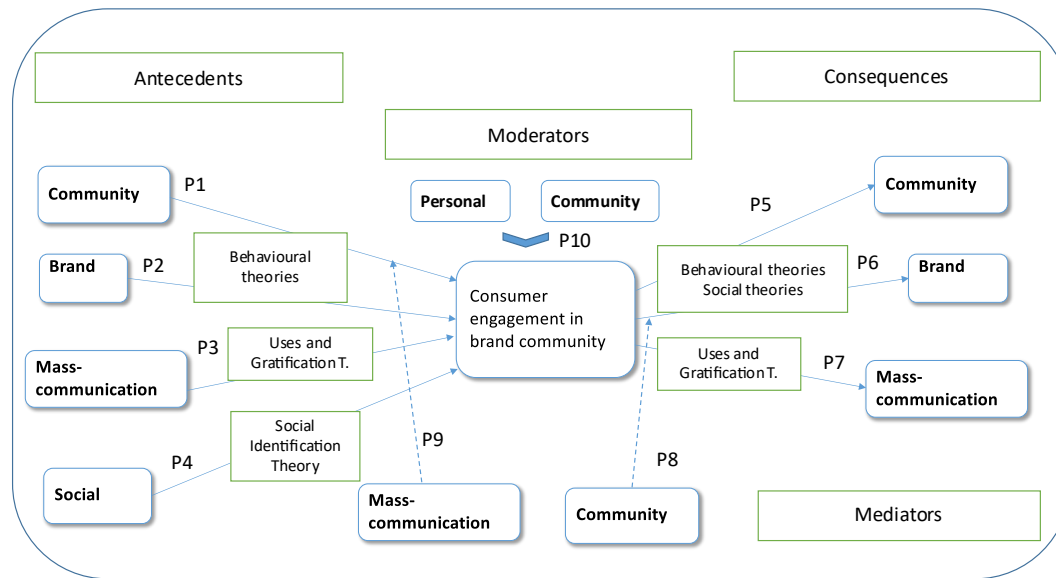 Antecedents
Consequences
Moderators
Community
P1
Personal
Community
P5
Community
P10
Brand
P2
Behavioural
theories
Consumer
engagement in
brand community
Behavioural theories
Social theories
P6
Brand
P3
Uses and
Gratification T.
Mass-
communication
Uses and
Gratification T.
P7
Mass-
communication
P4
Social
Identification
Theory
P9
P8
Social
Mass-
communication
Community
Mediators